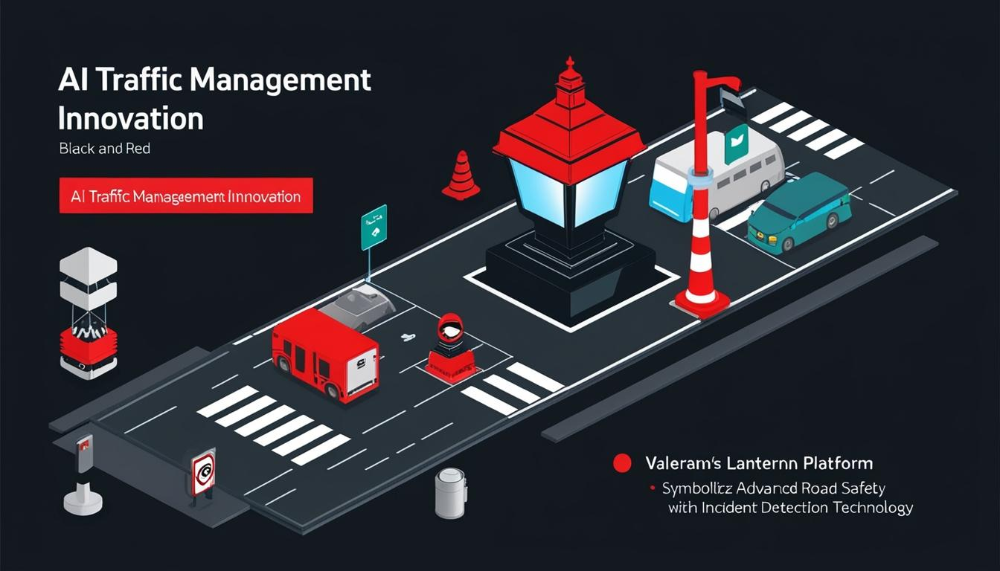 AI Traffic Management
Innovation
Black and Red
AI Traffic Management Innovation
Valeram's Lanternn Platform
• Symbollrz Advancd Road Safety
with Incident Detection Technology